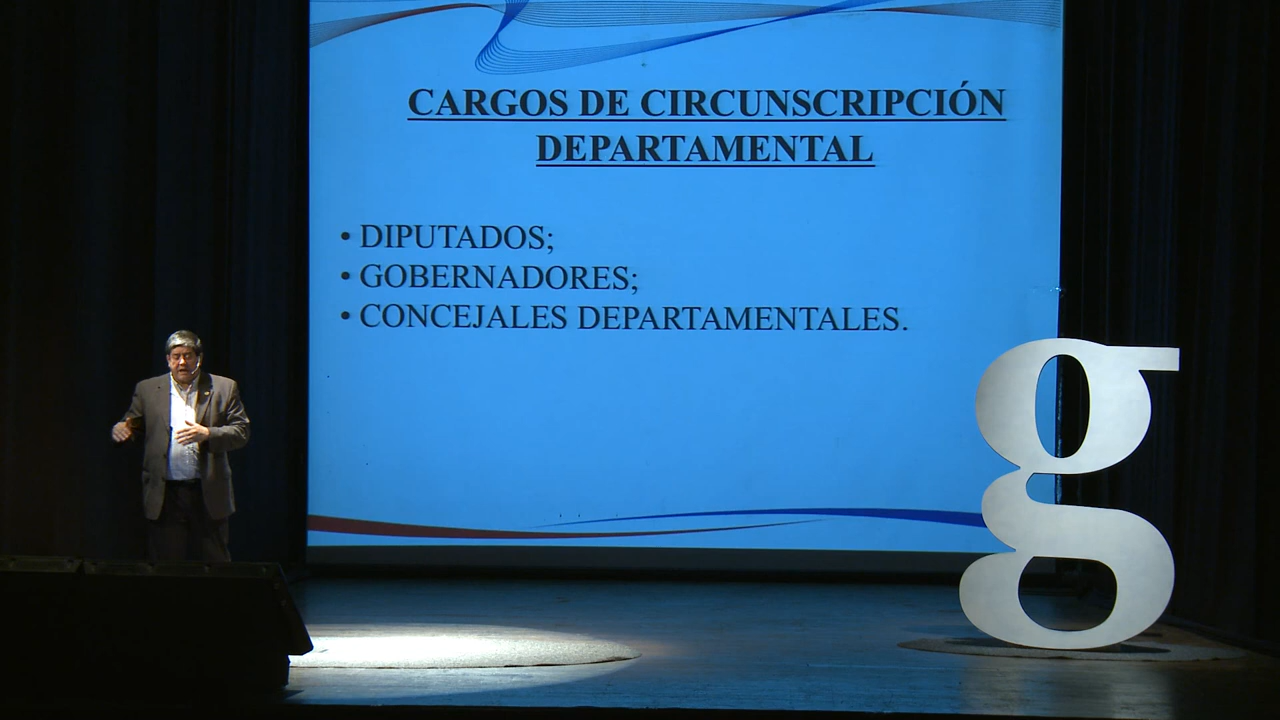 CARGOS DE CIRCUNSCRIPCIÓN
DEPARTAMENTAL
• DIPUTADOS;
• GOBERNADORES;
• CONCEJALES DEPARTAMENTALES.
g